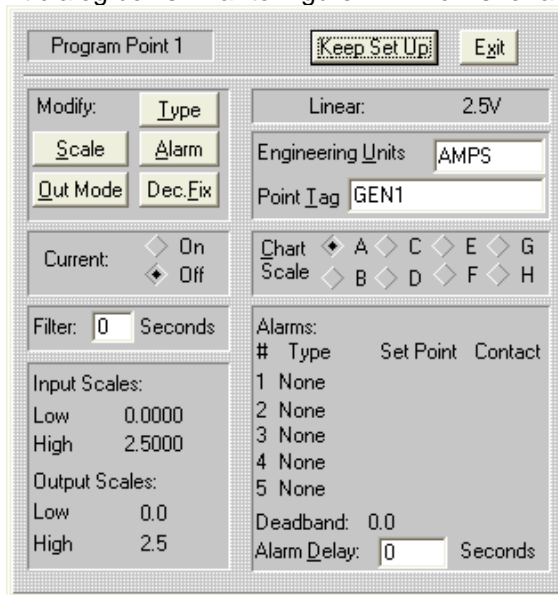 Program Point 1
Keep Set Up
Exit
Modify:
Type
Scale
Alarm
Out Mode
Dec.Fix
Linear: 2.5V
Engineering Units AMPS
Point Tag GEN1
Current:
On
Off
Chart Scale
A C E G
B D F H
Filter: 0 Seconds
Input Scales:
Low 0.0000
High 2.5000
Output Scales:
Low 0.0
High 2.5
Alarms:
# Type Set Point Contact
1 None
2 None
3 None
4 None
5 None
Deadband: 0.0
Alarm Delay: 0 Seconds